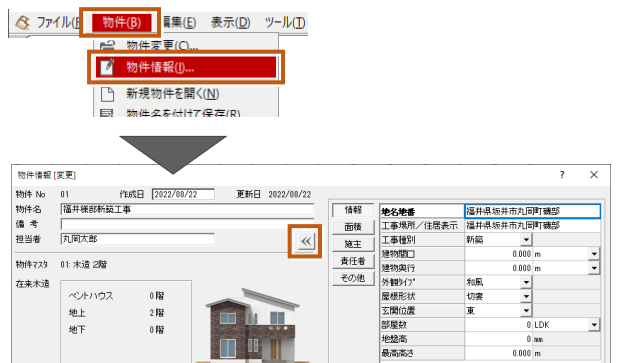 ファイル(F) 物件(B) 編集(E) 表示(D) ツール(T)
物件変更(C)...
物件情報(I)...
新規物件を開く(N)
物件名を付けて保存(R)
物件情報 [変更] ? ×
物件 No 01 作成日 2022/08/22 更新日 2022/08/22
物件名 福井様邸新築工事
備 考
担当者 丸岡太郎
«
物件マスタ 01: 木造 2階
在来木造
ペントハウス 0 階
地上 2 階
地下 0 階
情報
面積
施主
責任者
その他
地名地番 福井県坂井市丸岡町磯部
工事場所/住居表示 福井県坂井市丸岡町磯部
工事種別 新築
建物間口 0.000 m
建物奥行 0.000 m
外観タイプ 和風
屋根形状 切妻
玄関位置 東
部屋数 0 LDK
地盤高 0 mm
最高高さ 0.000 m